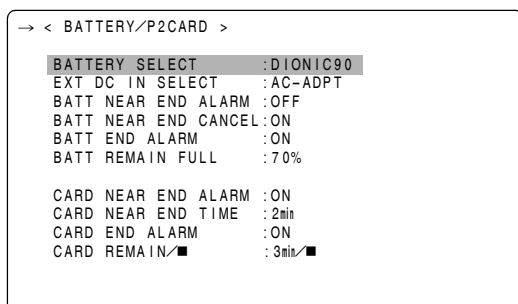 → < BATTERY/P2CARD >
BATTERY SELECT :DIONIC90
EXT DC IN SELECT :AC-ADPT
BATT NEAR END ALARM :OFF
BATT NEAR END CANCEL:ON
BATT END ALARM :ON
BATT REMAIN FULL :70%
CARD NEAR END ALARM :ON
CARD NEAR END TIME :2min
CARD END ALARM :ON
CARD REMAIN/■ :3min/■